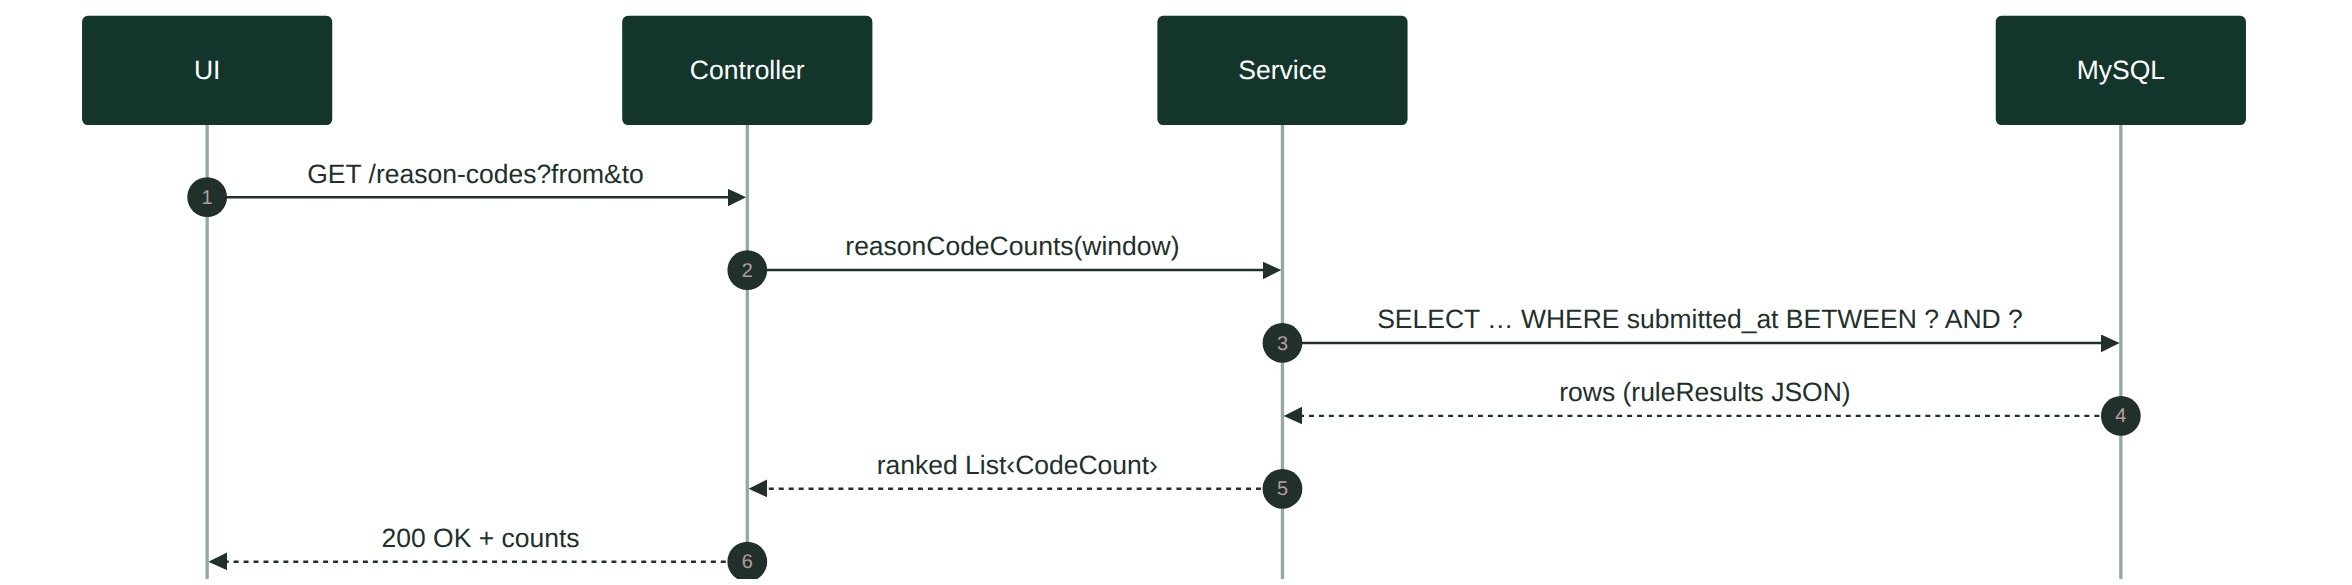 UI
Controller
Service
MySQL
GET /reason-codes?from&to
1
reasonCodeCounts(window)
2
SELECT … WHERE submitted_at BETWEEN ? AND ?
3
rows (ruleResults JSON)
4
ranked List‹CodeCount›
5
200 OK + counts
6